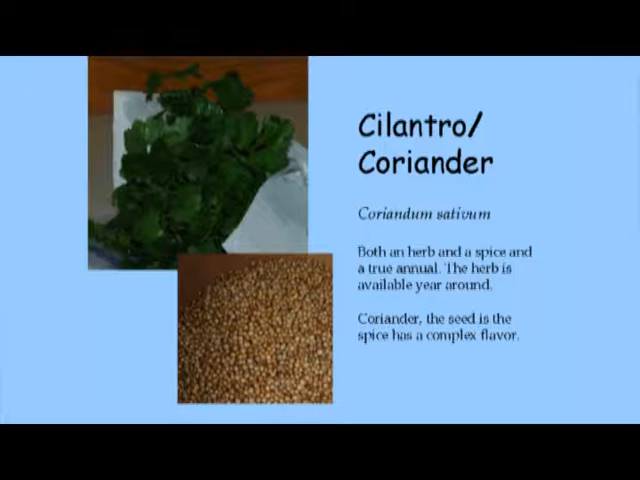 Cilantro/
Coriander
Coriandum sativum
Both an herb and a spice and
a true annual. The herb is
available year around.
Coriander, the seed is the
spice has a complex flavor.